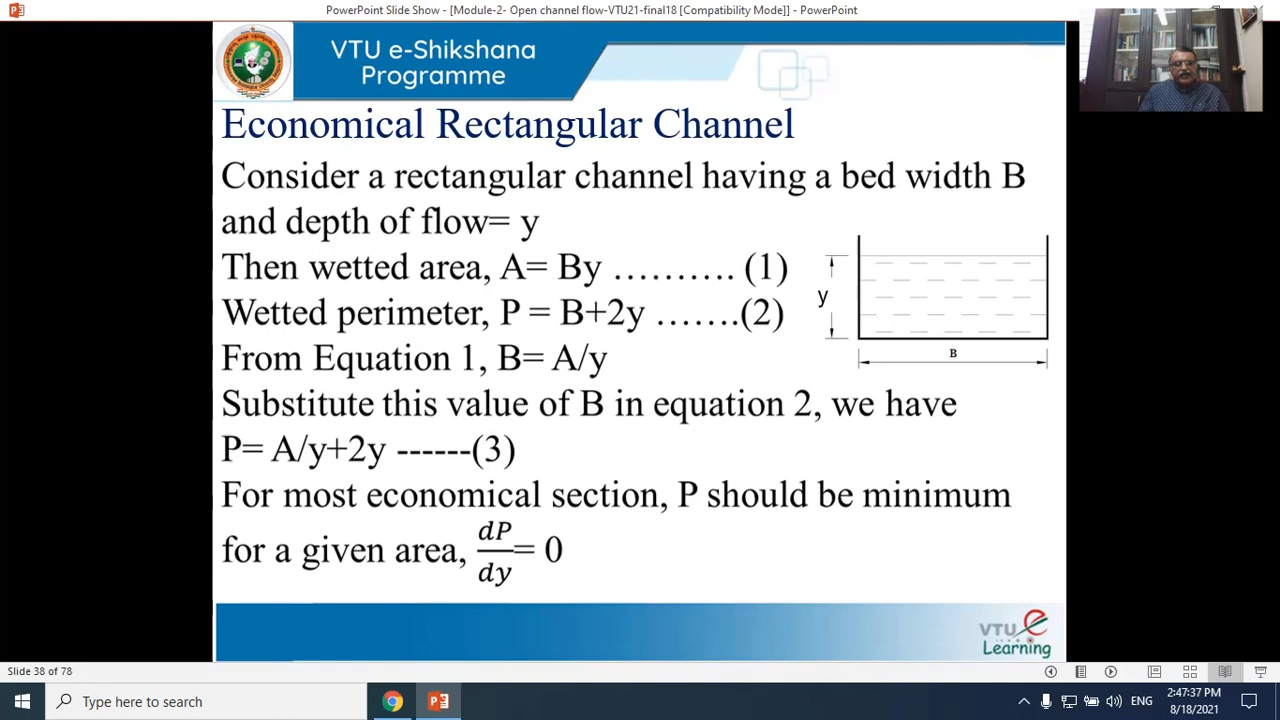 PowerPoint Slide Show - [Module-2- Open channel flow-VTU21-final18 [Compatibility Mode]] - PowerPoint
VTU e-Shikshana
Programme
Economical Rectangular Channel
Consider a rectangular channel having a bed width B
and depth of flow= y
Then wetted area, A= By ………. (1)
Wetted perimeter, P = B+2y …….(2)
From Equation 1, B= A/y
Substitute this value of B in equation 2, we have
P= A/y+2y ------(3)
For most economical section, P should be minimum
for a given area, dP/dy= 0
y
B
VTU e
Learning
Slide 38 of 78
Type here to search
ENG
2:47:37 PM
8/18/2021